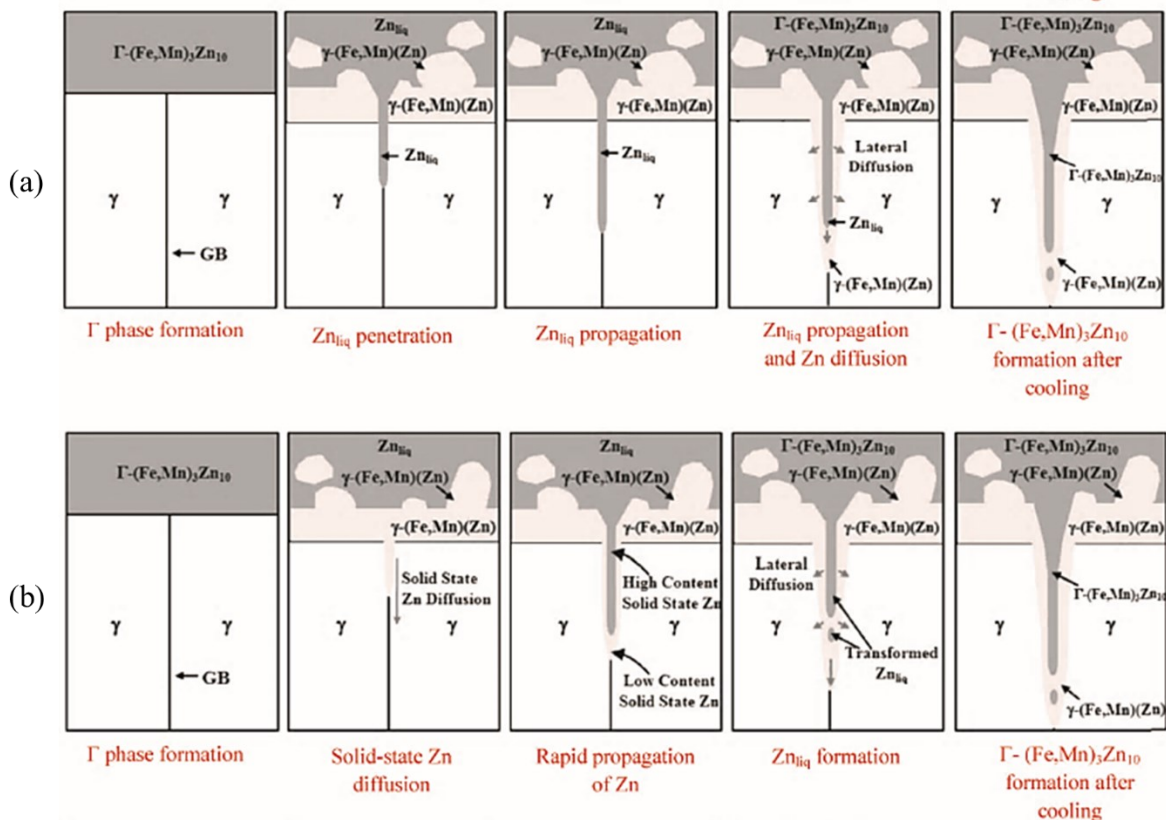 Γ-(Fe,Mn)₃Zn₁₀
(a)
γ
γ
GB
Γ phase formation
Znₗᵢq
γ-(Fe,Mn)(Zn)
γ-(Fe,Mn)(Zn)
Znₗᵢq
γ
γ
Znₗᵢq penetration
Znₗᵢq
γ-(Fe,Mn)(Zn)
γ-(Fe,Mn)(Zn)
Znₗᵢq
γ
γ
Znₗᵢq propagation
Γ-(Fe,Mn)₃Zn₁₀
γ-(Fe,Mn)(Zn)
γ-(Fe,Mn)(Zn)
Lateral
Diffusion
γ
γ
Znₗᵢq
γ-(Fe,Mn)(Zn)
Znₗᵢq propagation
and Zn diffusion
Γ-(Fe,Mn)₃Zn₁₀
γ-(Fe,Mn)(Zn)
γ-(Fe,Mn)(Zn)
Γ-(Fe,Mn)₃Zn₁₀
γ
γ
γ-(Fe,Mn)(Zn)
Γ- (Fe,Mn)₃Zn₁₀
formation after
cooling
Γ-(Fe,Mn)₃Zn₁₀
(b)
γ
γ
GB
Γ phase formation
Znₗᵢq
γ-(Fe,Mn)(Zn)
γ-(Fe,Mn)(Zn)
Solid State
Zn Diffusion
γ
γ
Solid-state Zn
diffusion
Znₗᵢq
γ-(Fe,Mn)(Zn)
γ-(Fe,Mn)(Zn)
High Content
Solid State Zn
γ
γ
Low Content
Solid State Zn
Rapid propagation
of Zn
Γ-(Fe,Mn)₃Zn₁₀
γ-(Fe,Mn)(Zn)
γ-(Fe,Mn)(Zn)
Lateral
Diffusion
γ
γ
Transformed
Znₗᵢq
Znₗᵢq formation
Γ-(Fe,Mn)₃Zn₁₀
γ-(Fe,Mn)(Zn)
γ-(Fe,Mn)(Zn)
Γ-(Fe,Mn)₃Zn₁₀
γ
γ
γ-(Fe,Mn)(Zn)
Γ- (Fe,Mn)₃Zn₁₀
formation after
cooling